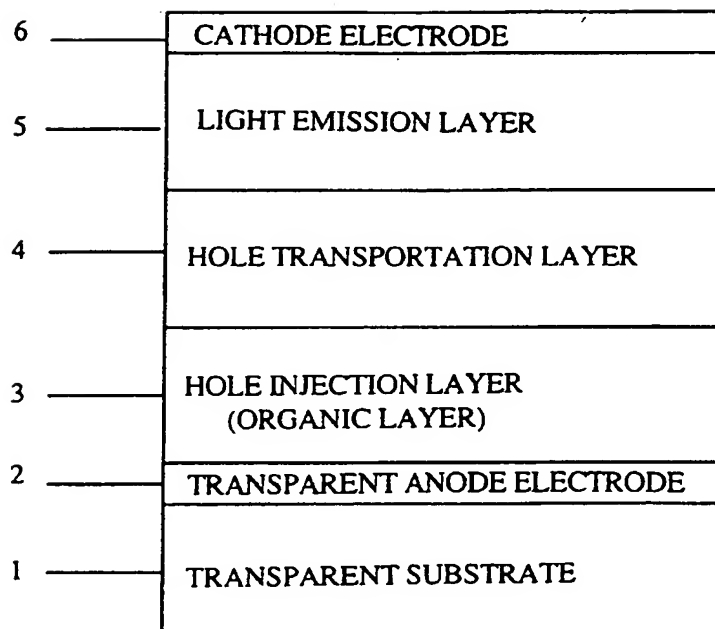 6 CATHODE ELECTRODE
5 LIGHT EMISSION LAYER
4 HOLE TRANSPORTATION LAYER
3 HOLE INJECTION LAYER
(ORGANIC LAYER)
2 TRANSPARENT ANODE ELECTRODE
1 TRANSPARENT SUBSTRATE